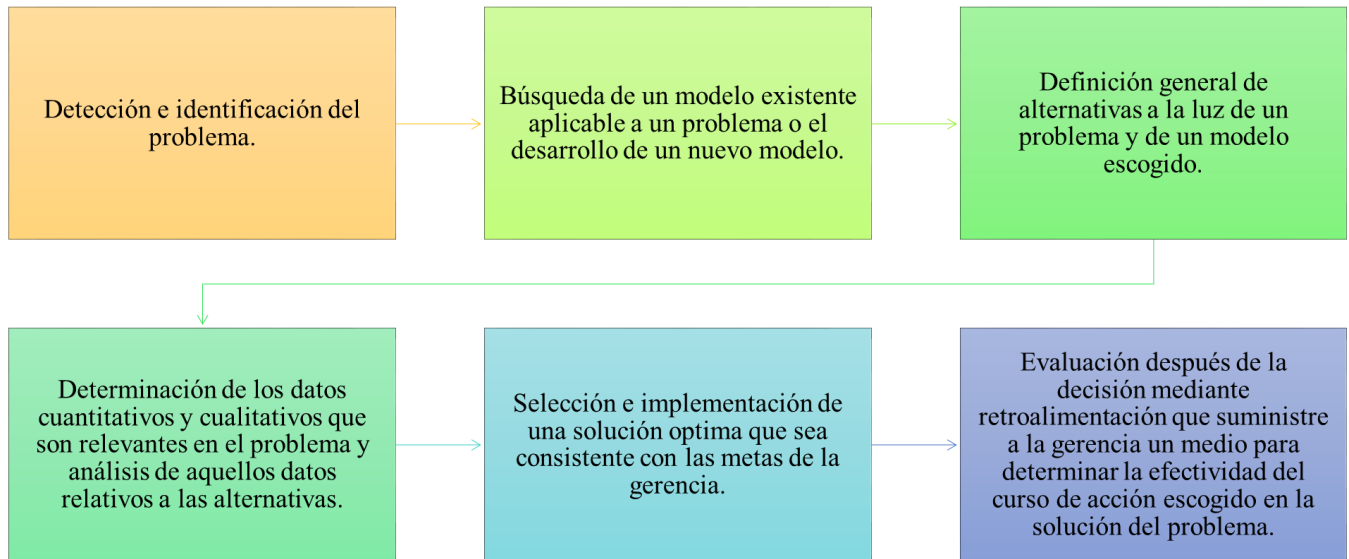 Detección e identificación del
problema.
Búsqueda de un modelo existente
aplicable a un problema o el
desarrollo de un nuevo modelo.
Definición general de
alternativas a la luz de un
problema y de un modelo
escogido.
Determinación de los datos
cuantitativos y cualitativos que
son relevantes en el problema y
análisis de aquellos datos
relativos a las alternativas.
Selección e implementación de
una solución optima que sea
consistente con las metas de la
gerencia.
Evaluación después de la
decisión mediante
retroalimentación que suministre
a la gerencia un medio para
determinar la efectividad del
curso de acción escogido en la
solución del problema.